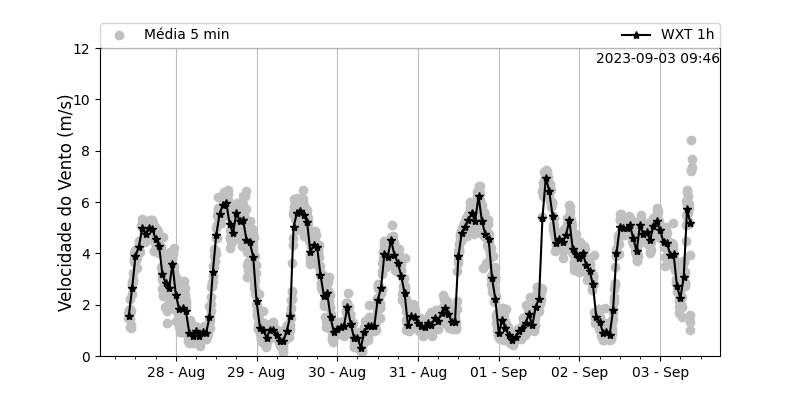 Média 5 min
WXT 1h
2023-09-03 09:46
Velocidade do Vento (m/s)
12
10
8
6
4
2
0
28 - Aug
29 - Aug
30 - Aug
31 - Aug
01 - Sep
02 - Sep
03 - Sep